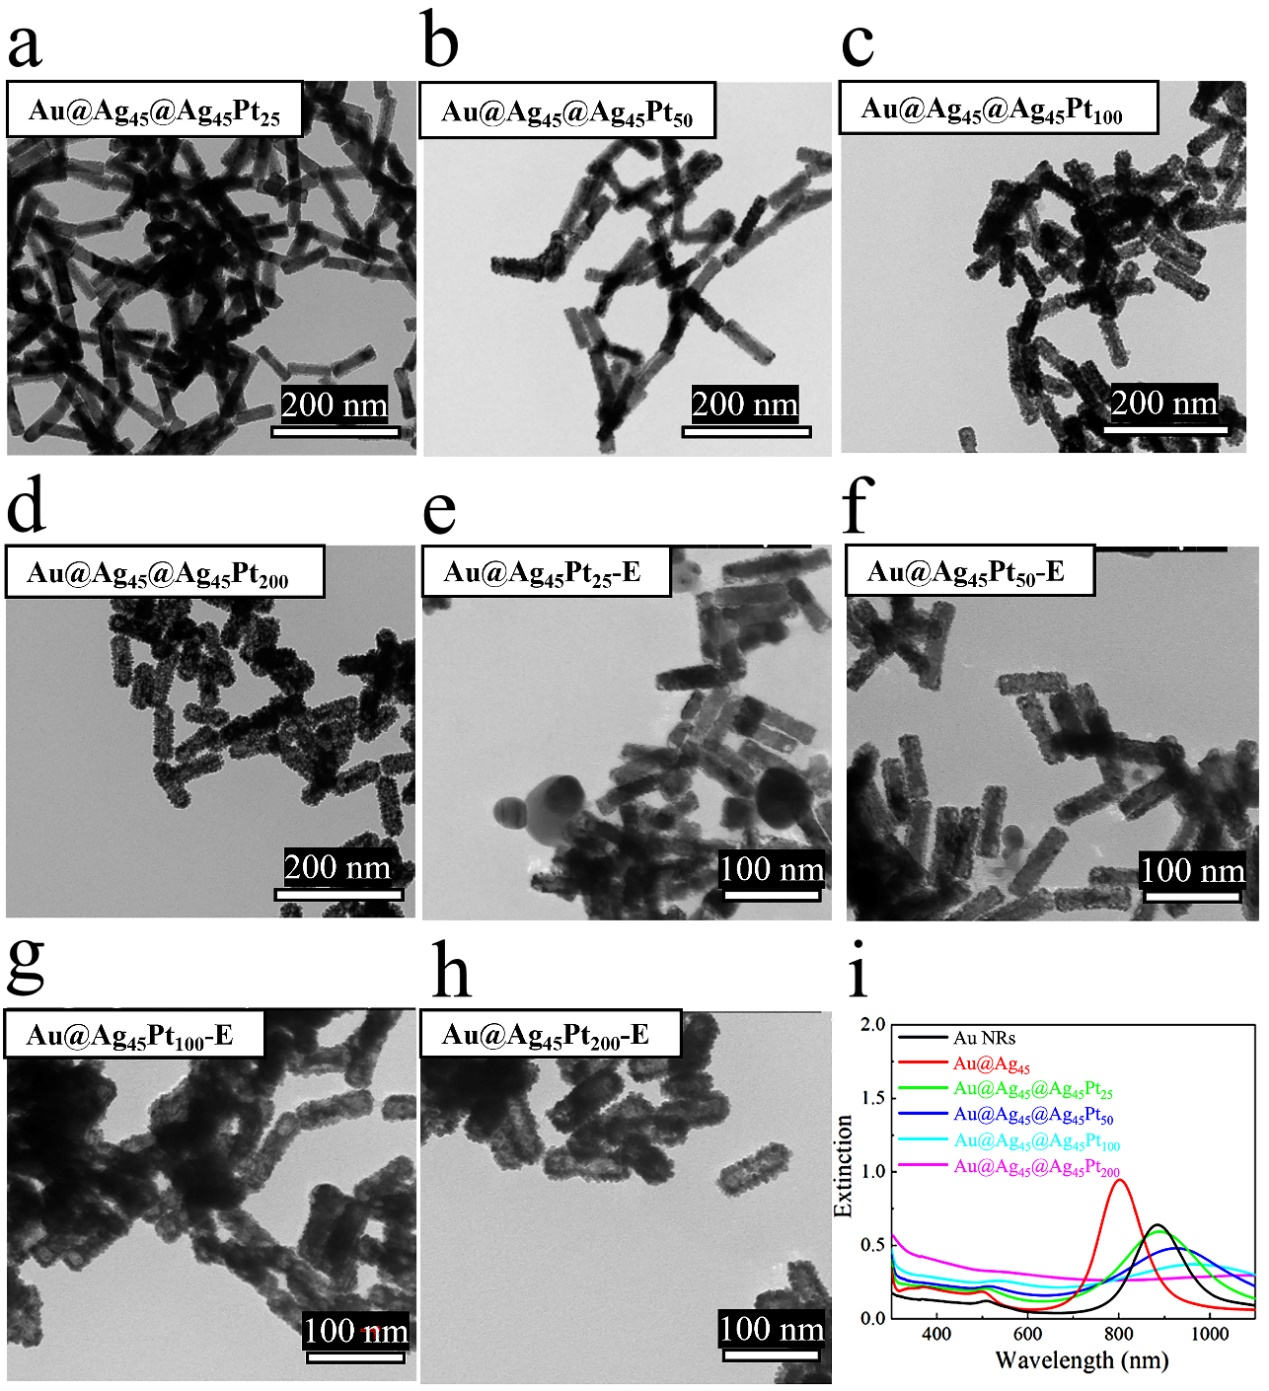 a
Au@Ag₄₅@Ag₄₅Pt₂₅
200 nm
b
Au@Ag₄₅@Ag₄₅Pt₅₀
200 nm
c
Au@Ag₄₅@Ag₄₅Pt₁₀₀
200 nm
d
Au@Ag₄₅@Ag₄₅Pt₂₀₀
200 nm
e
Au@Ag₄₅Pt₂₅-E
100 nm
f
Au@Ag₄₅Pt₅₀-E
100 nm
g
Au@Ag₄₅Pt₁₀₀-E
100 nm
h
Au@Ag₄₅Pt₂₀₀-E
100 nm
i
2.0
1.5
1.0
0.5
0.0
Extinction
Au NRs
Au@Ag₄₅
Au@Ag₄₅@Ag₄₅Pt₂₅
Au@Ag₄₅@Ag₄₅Pt₅₀
Au@Ag₄₅@Ag₄₅Pt₁₀₀
Au@Ag₄₅@Ag₄₅Pt₂₀₀
400 600 800 1000
Wavelength (nm)